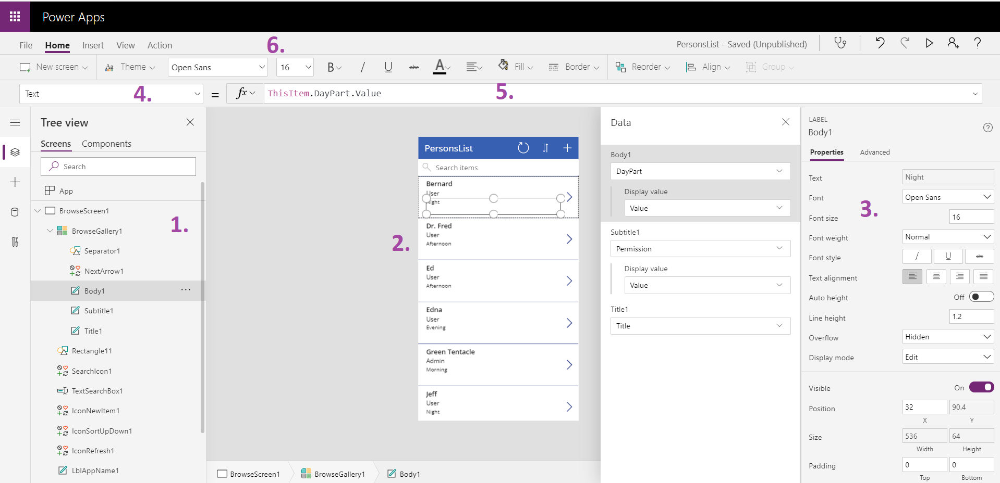 Power Apps
File Home Insert View Action 6. PersonsList - Saved (Unpublished) ?
New screen Aa Theme Open Sans 16 B / U abc A Fill Border Reorder Align Group
Text 4. = fx ThisItem.DayPart.Value 5.
Tree view
Screens Components
Search
App
BrowseScreen1
1.
BrowseGallery1
Separator1
NextArrow1
Body1 ...
Subtitle1
Title1
Rectangle11
SearchIcon1
TextSearchBox1
IconNewItem1
IconSortUpDown1
IconRefresh1
LblAppName1
2.
PersonsList
Search items
Bernard
User
Night
Dr. Fred
User
Afternoon
Ed
User
Afternoon
Edna
User
Evening
Green Tentacle
Admin
Morning
Jeff
User
Night
BrowseScreen1 BrowseGallery1 Body1
Data
Body1
DayPart
Display value
Value
Subtitle1
Permission
Display value
Value
Title1
Title
LABEL
Body1 ?
Properties Advanced
Text Night
Font Open Sans
3.
Font size 16
Font weight Normal
Font style / U abc
Text alignment
Auto height Off
Line height 1.2
Overflow Hidden
Display mode Edit
Visible On
Position 32 90.4
X Y
Size 536 64
Width Height
Padding 0 0
Top Bottom